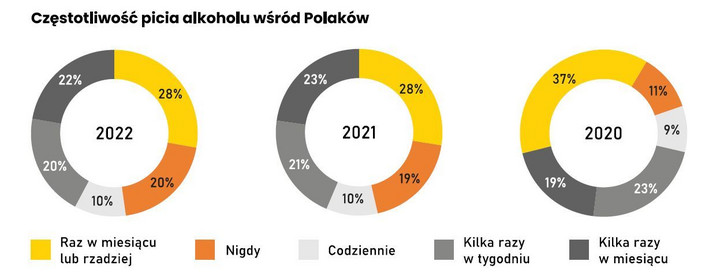 Częstotliwość picia alkoholu wśród Polaków
22%
28%
2022
20%
20%
10%
23%
28%
2021
21%
19%
10%
37%
11%
2020
9%
19%
23%
Raz w miesiącu
lub rzadziej
Nigdy
Codziennie
Kilka razy
w tygodniu
Kilka razy
w miesiącu